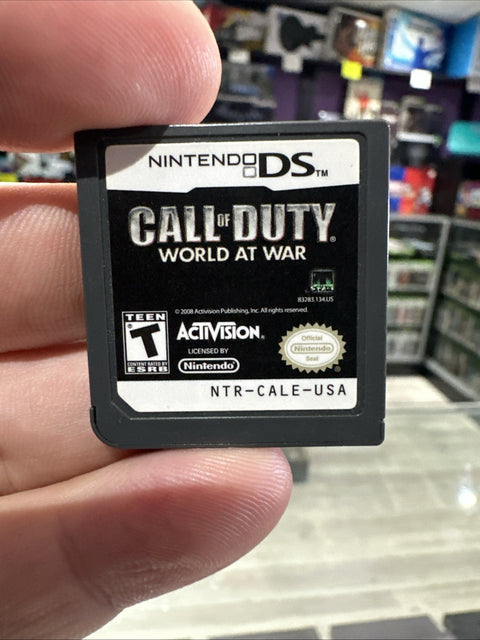 NINTENDO DS™
CALL OF DUTY®
WORLD AT WAR
83283.134.US
© 2008 Activision Publishing, Inc. All rights reserved.
TEEN
T
CONTENT RATED BY
ESRB
ACTIVISION®
LICENSED BY
Nintendo®
Official
Nintendo
Seal
NTR-CALE-USA